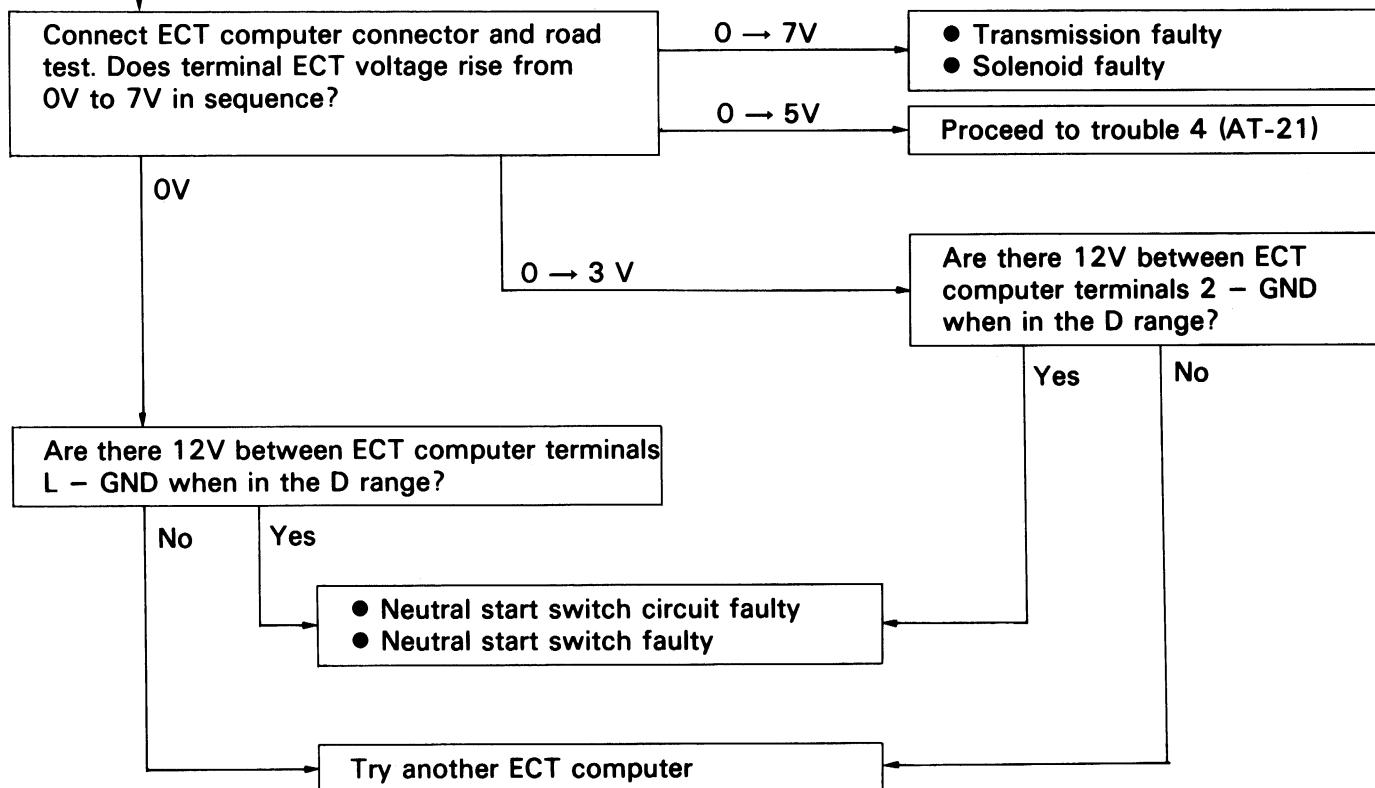 Connect ECT computer connector and road
test. Does terminal ECT voltage rise from
0V to 7V in sequence?
0 → 7V
● Transmission faulty
● Solenoid faulty
0 → 5V
Proceed to trouble 4 (AT-21)
0V
0 → 3 V
Are there 12V between ECT
computer terminals 2 – GND
when in the D range?
Yes
No
Are there 12V between ECT computer terminals
L – GND when in the D range?
No
Yes
● Neutral start switch circuit faulty
● Neutral start switch faulty
Try another ECT computer